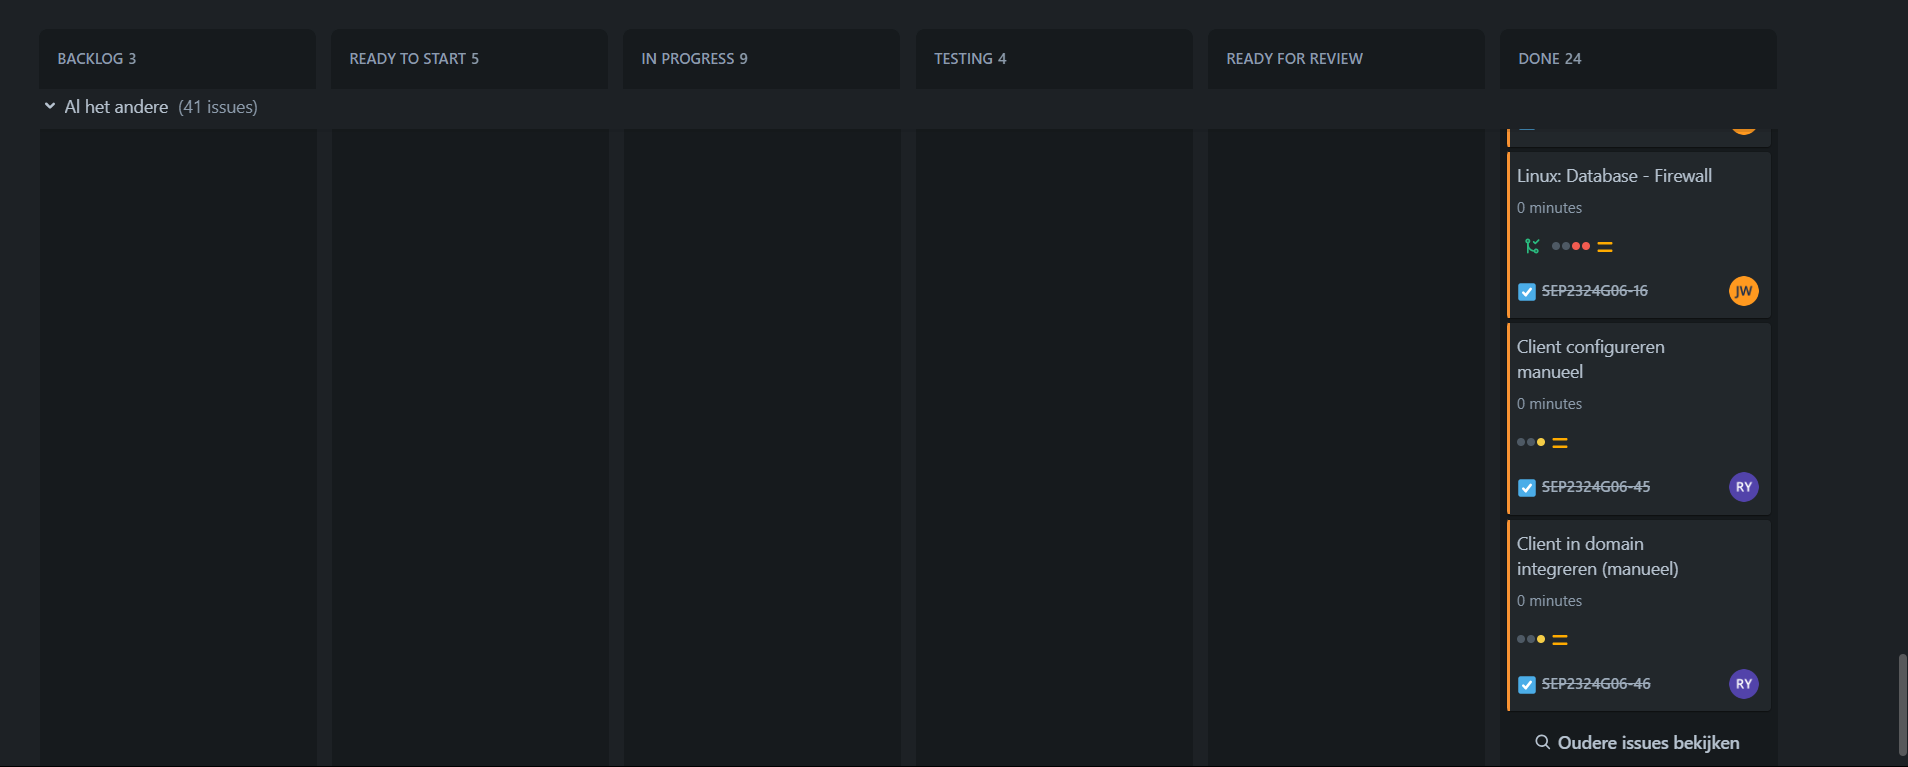 BACKLOG 3
READY TO START 5
IN PROGRESS 9
TESTING 4
READY FOR REVIEW
DONE 24
Al het andere (41 issues)
Linux: Database - Firewall
0 minutes
SEP2324G06-16
JW
Client configureren
manueel
0 minutes
SEP2324G06-45
RY
Client in domain
integreren (manueel)
0 minutes
SEP2324G06-46
RY
Oudere issues bekijken